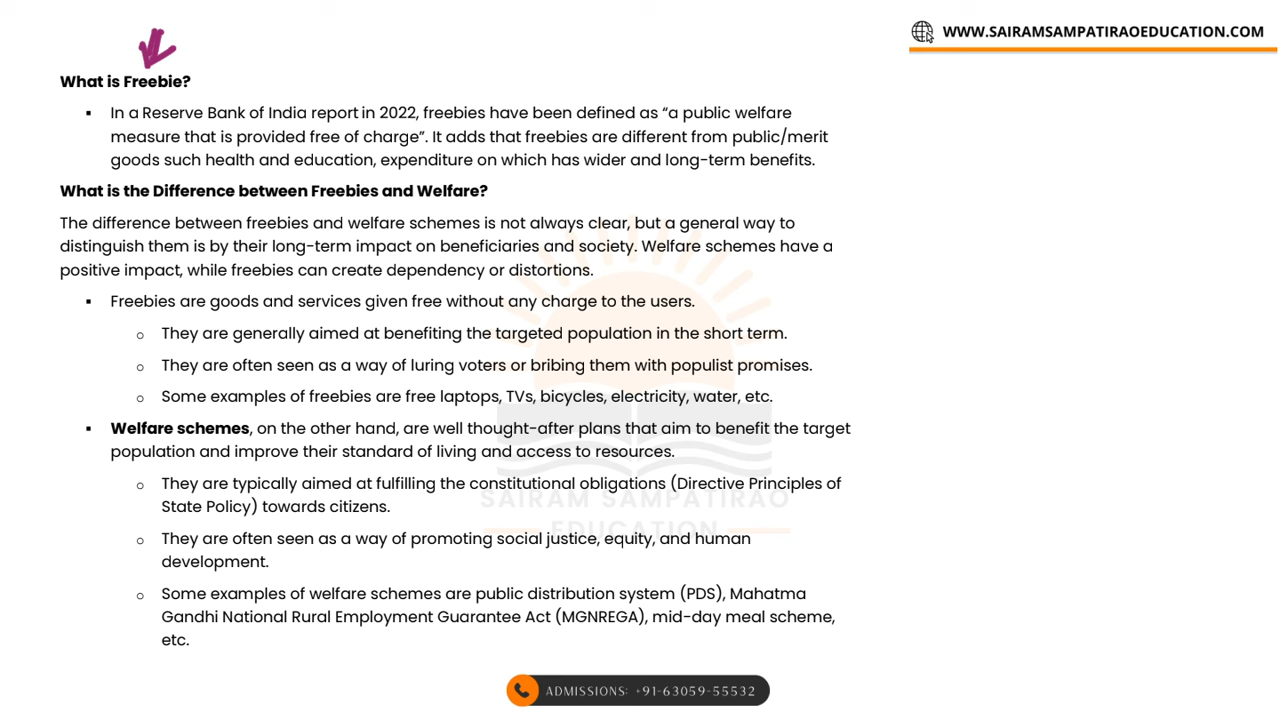 WWW.SAIRAMSAMPATIRAOEDUCATION.COM
What is Freebie?
▪ In a Reserve Bank of India report in 2022, freebies have been defined as “a public welfare
measure that is provided free of charge”. It adds that freebies are different from public/merit
goods such health and education, expenditure on which has wider and long-term benefits.
What is the Difference between Freebies and Welfare?
The difference between freebies and welfare schemes is not always clear, but a general way to
distinguish them is by their long-term impact on beneficiaries and society. Welfare schemes have a
positive impact, while freebies can create dependency or distortions.
▪ Freebies are goods and services given free without any charge to the users.
o They are generally aimed at benefiting the targeted population in the short term.
o They are often seen as a way of luring voters or bribing them with populist promises.
o Some examples of freebies are free laptops, TVs, bicycles, electricity, water, etc.
▪ Welfare schemes, on the other hand, are well thought-after plans that aim to benefit the target
population and improve their standard of living and access to resources.
o They are typically aimed at fulfilling the constitutional obligations (Directive Principles of
State Policy) towards citizens.
o They are often seen as a way of promoting social justice, equity, and human
development.
o Some examples of welfare schemes are public distribution system (PDS), Mahatma
Gandhi National Rural Employment Guarantee Act (MGNREGA), mid-day meal scheme,
etc.
SAIRAM SAMPATIRAO
EDUCATION
ADMISSIONS: +91-63059-55532